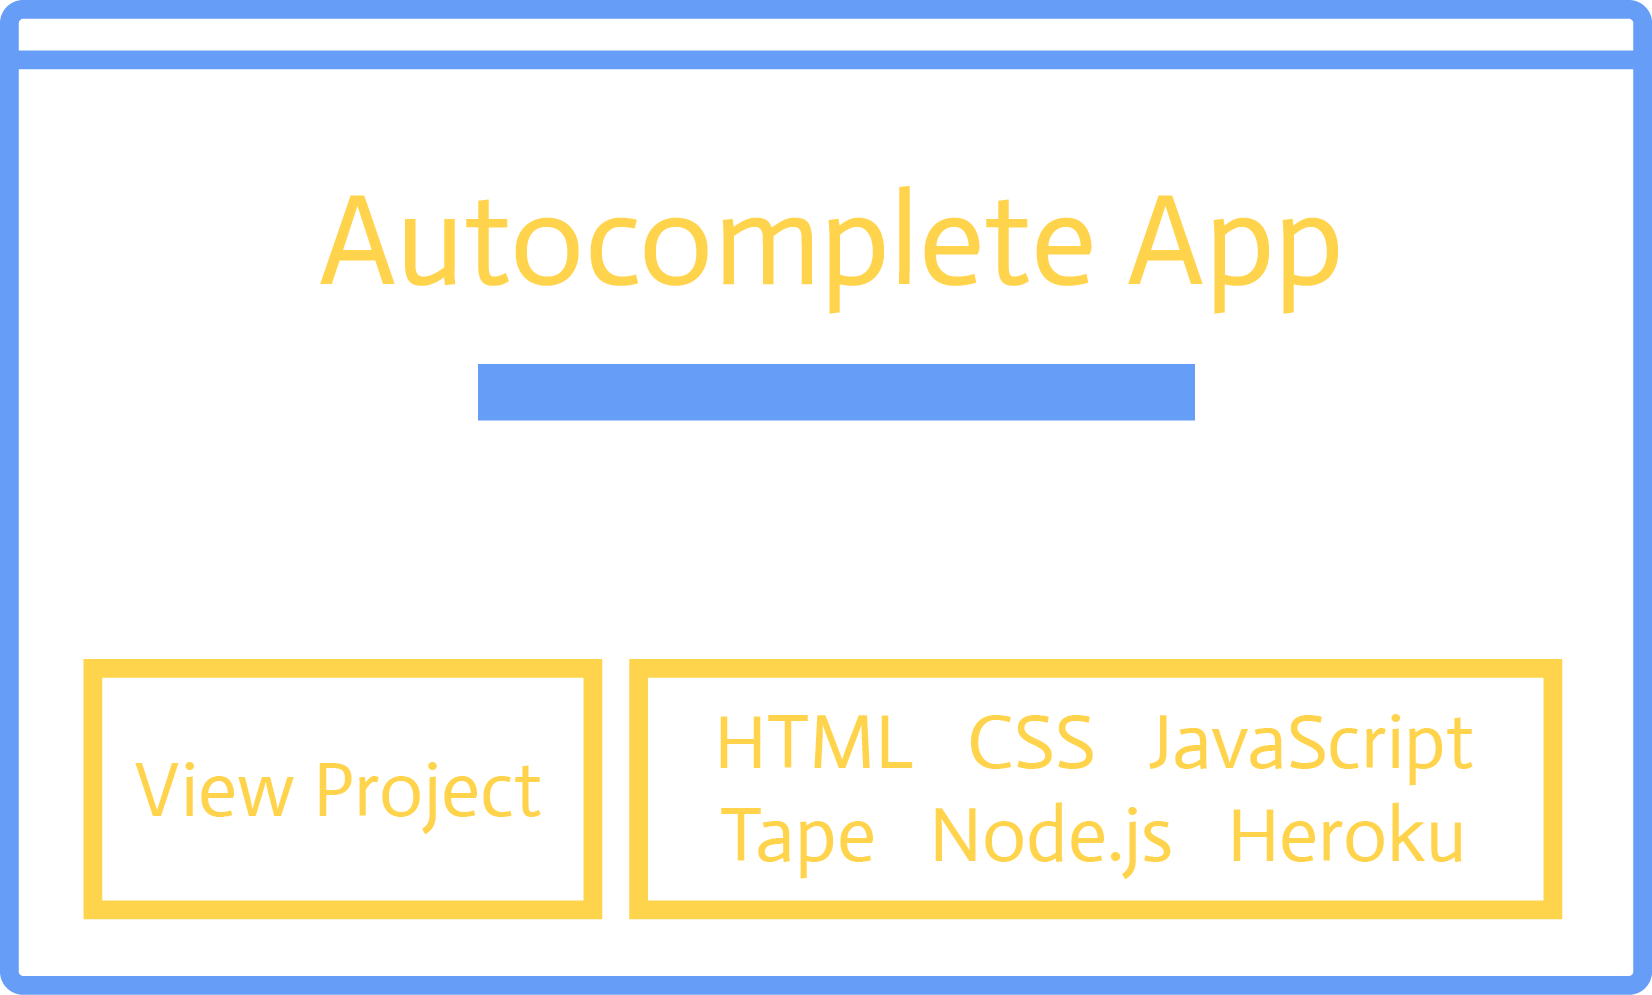 Autocomplete App
View Project
HTML CSS JavaScript
Tape Node.js Heroku